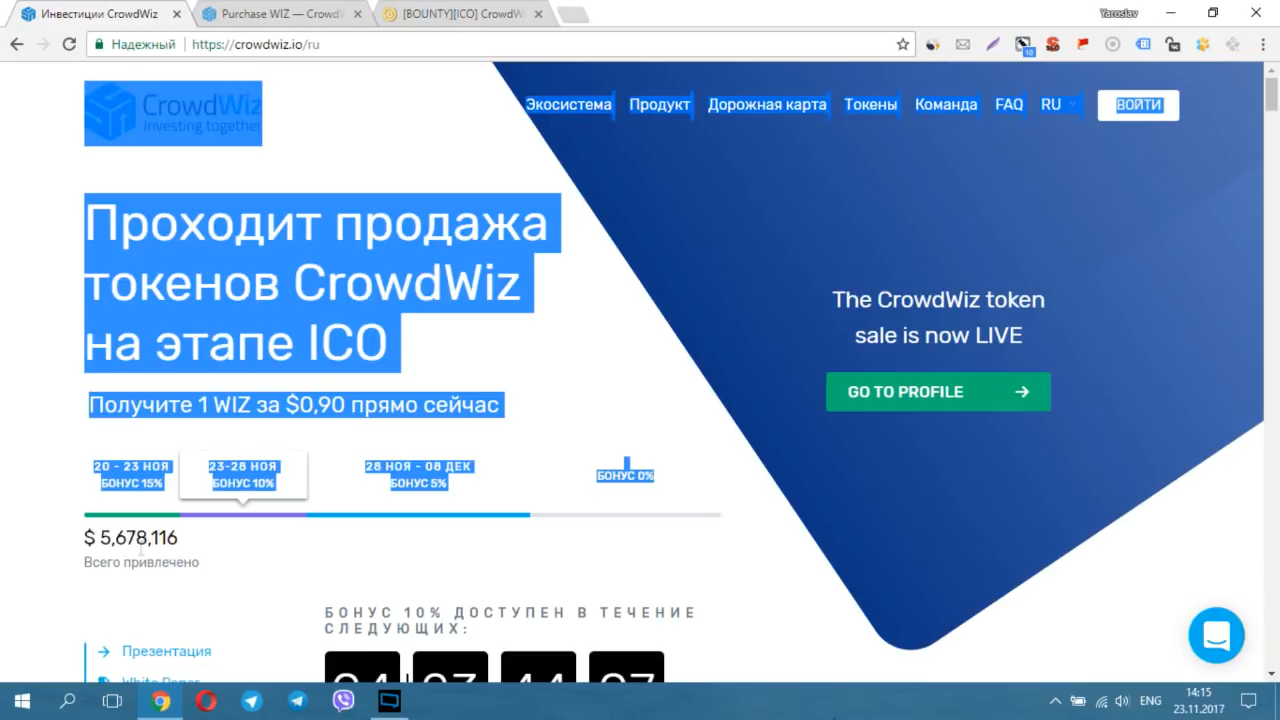 Инвестиции CrowdWiz
Purchase WIZ — Crowd
[BOUNTY][ICO] CrowdW
Yaroslav
Надежный
https://crowdwiz.io/ru
10
CrowdWiz
Investing together
Экосистема
Продукт
Дорожная карта
Токены
Команда
FAQ
RU
ВОЙТИ
Проходит продажа
токенов CrowdWiz
на этапе ICO
The CrowdWiz token
sale is now LIVE
GO TO PROFILE
Получите 1 WIZ за $0,90 прямо сейчас
20 - 23 НОЯ
БОНУС 15%
23-28 НОЯ
БОНУС 10%
28 НОЯ - 08 ДЕК
БОНУС 5%
БОНУС 0%
$ 5,678,116
Всего привлечено
БОНУС 10% ДОСТУПЕН В ТЕЧЕНИЕ
СЛЕДУЮЩИХ:
Презентация
White Paper
ENG
14:15
23.11.2017